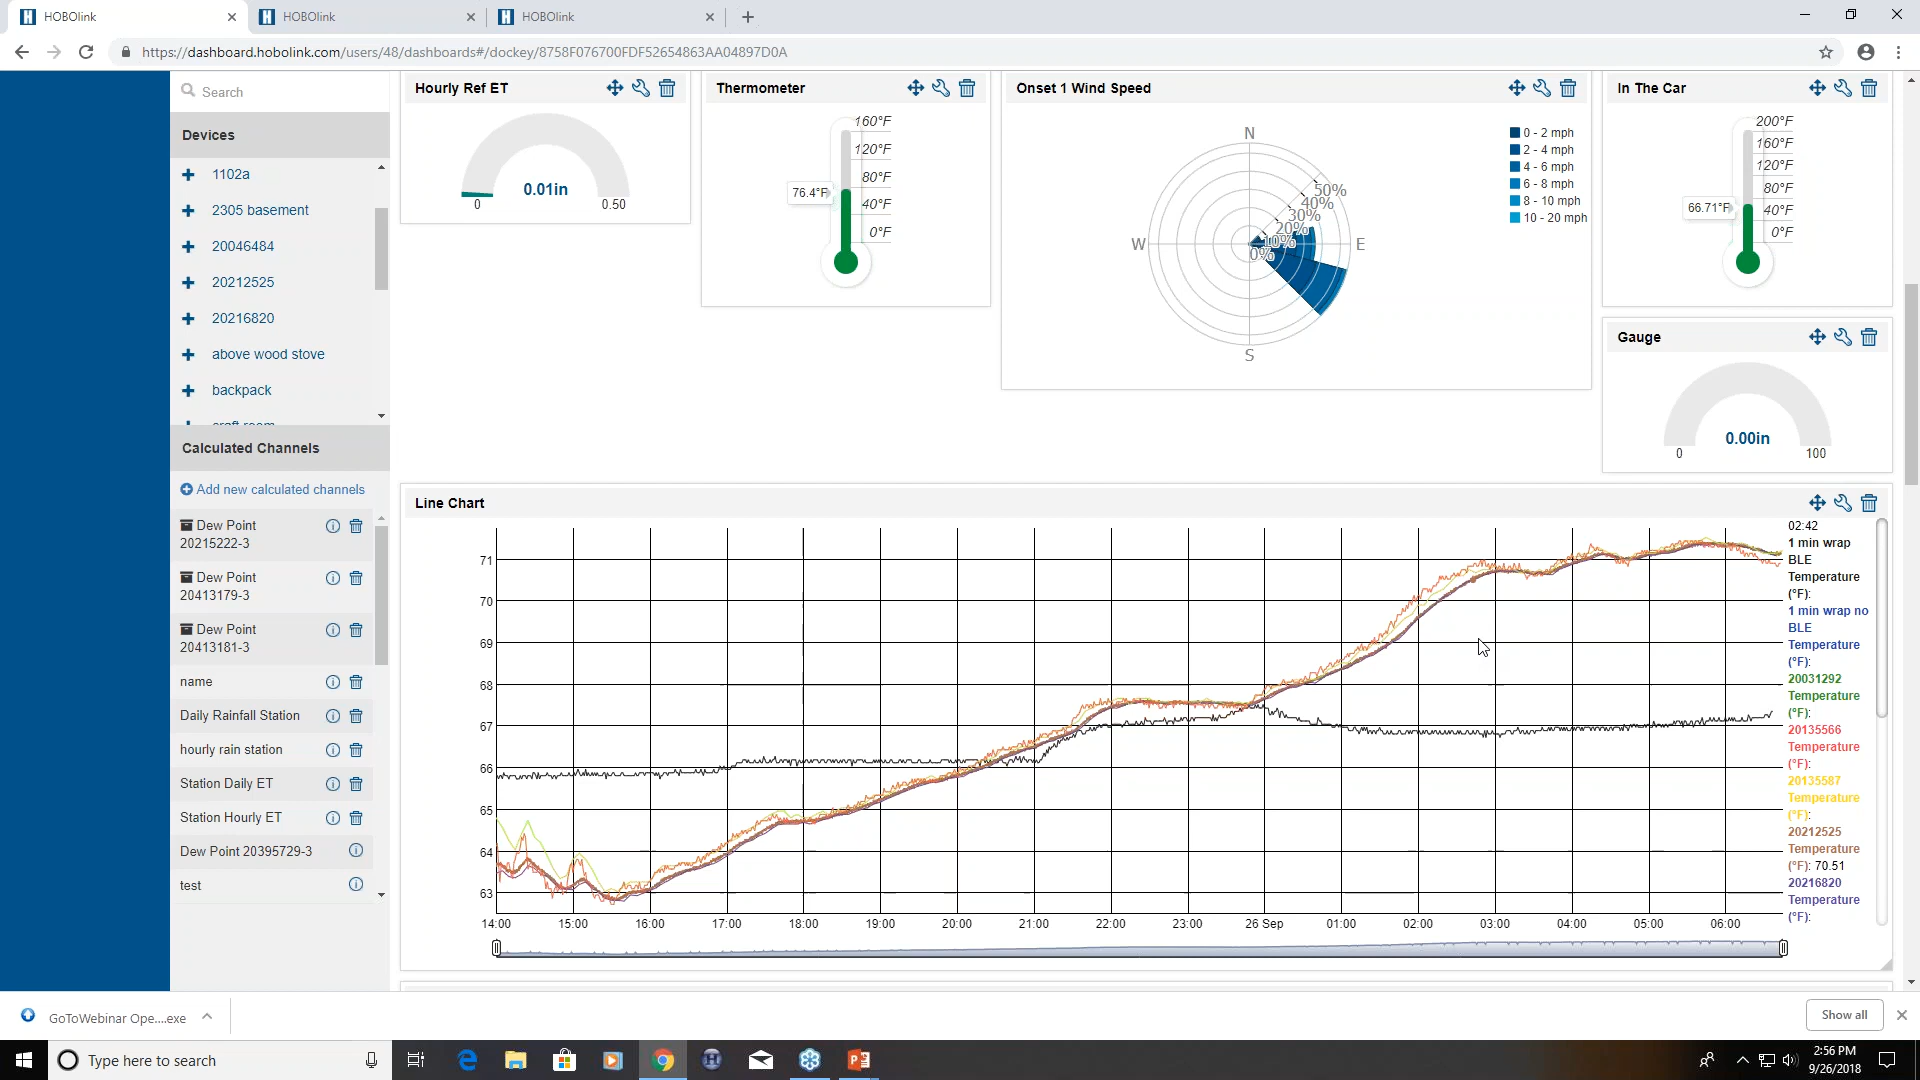 HOBOlink
HOBOlink
HOBOlink
https://dashboard.hobolink.com/users/48/dashboards#/dockey/8758F076700FDF52654863AA04897D0A
Search
Devices
1102a
2305 basement
20046484
20212525
20216820
above wood stove
backpack
craft room
Calculated Channels
Add new calculated channels
Dew Point
20215222-3
Dew Point
20413179-3
Dew Point
20413181-3
name
Daily Rainfall Station
hourly rain station
Station Daily ET
Station Hourly ET
Dew Point 20395729-3
test
Hourly Ref ET
0.01in
0
0.50
Thermometer
160°F
120°F
80°F
40°F
0°F
76.4°F
Onset 1 Wind Speed
N
W
E
S
50%
40%
30%
20%
10%
0%
0 - 2 mph
2 - 4 mph
4 - 6 mph
6 - 8 mph
8 - 10 mph
10 - 20 mph
In The Car
200°F
160°F
120°F
80°F
40°F
0°F
66.71°F
Gauge
0.00in
0
100
Line Chart
71
70
69
68
67
66
65
64
63
14:00 15:00 16:00 17:00 18:00 19:00 20:00 21:00 22:00 23:00 26 Sep 01:00 02:00 03:00 04:00 05:00 06:00
02:42
1 min wrap
BLE
Temperature
(°F):
1 min wrap no
BLE
Temperature
(°F):
20031292
Temperature
(°F):
20135566
Temperature
(°F):
20135587
Temperature
(°F):
20212525
Temperature
(°F): 70.51
20216820
Temperature
(°F):
GoToWebinar Ope....exe
Show all
Type here to search
2:56 PM
9/26/2018